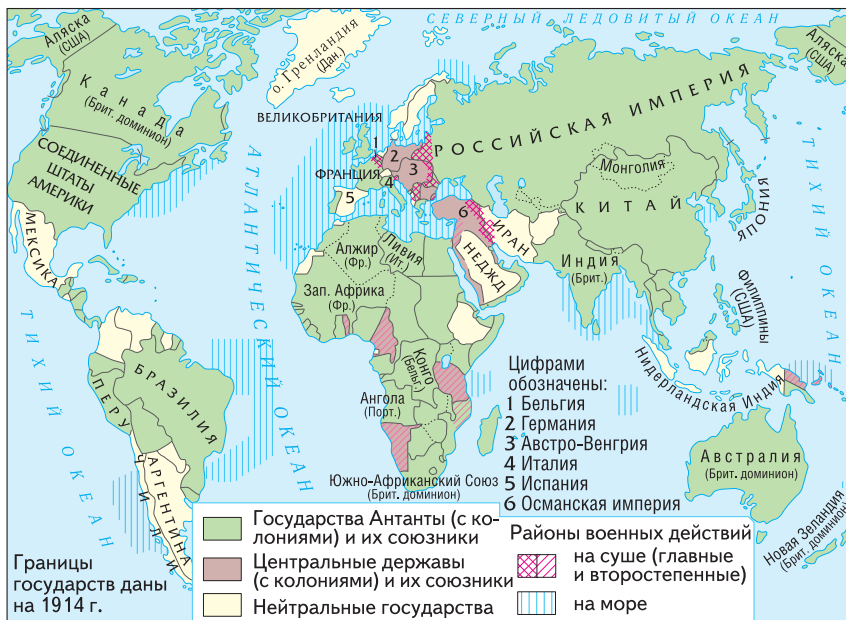 СЕВЕРНЫЙ ЛЕДОВИТЫЙ ОКЕАН
Аляска
(США)
о. Гренландия
(Дан.)
Аляска
(США)
Канада
(Брит. доминион)
ВЕЛИКОБРИТАНИЯ
РОССИЙСКАЯ ИМПЕРИЯ
1
2
3
ФРАНЦИЯ
4
5
6
СОЕДИНЕННЫЕ
ШТАТЫ
АМЕРИКИ
АТЛАНТИЧЕСКИЙ ОКЕАН
Монголия
КИТАЙ
ЯПОНИЯ
ТИХИЙ ОКЕАН
МЕКСИКА
Алжир
(Фр.)
Ливия
(Ит.)
НЕДЖД
ИРАН
Индия
(Брит.)
Филиппины
(США)
Зап. Африка
(Фр.)
ТИХИЙ ОКЕАН
БРАЗИЛИЯ
ПЕРУ
Конго
(Бельг.)
Ангола
(Порт.)
Нидерландская Индия
ЧИЛИ
АРГЕНТИНА
Южно-Африканский Союз
(Брит. доминион)
Австралия
(Брит. доминион)
Новая Зеландия
(Брит. доминион)
Цифрами
обозначены:
1 Бельгия
2 Германия
3 Австро-Венгрия
4 Италия
5 Испания
6 Османская империя
Границы
государств даны
на 1914 г.
Государства Антанты (с ко-
лониями) и их союзники
Центральные державы
(с колониями) и их союзники
Нейтральные государства
Районы военных действий
на суше (главные
и второстепенные)
на море